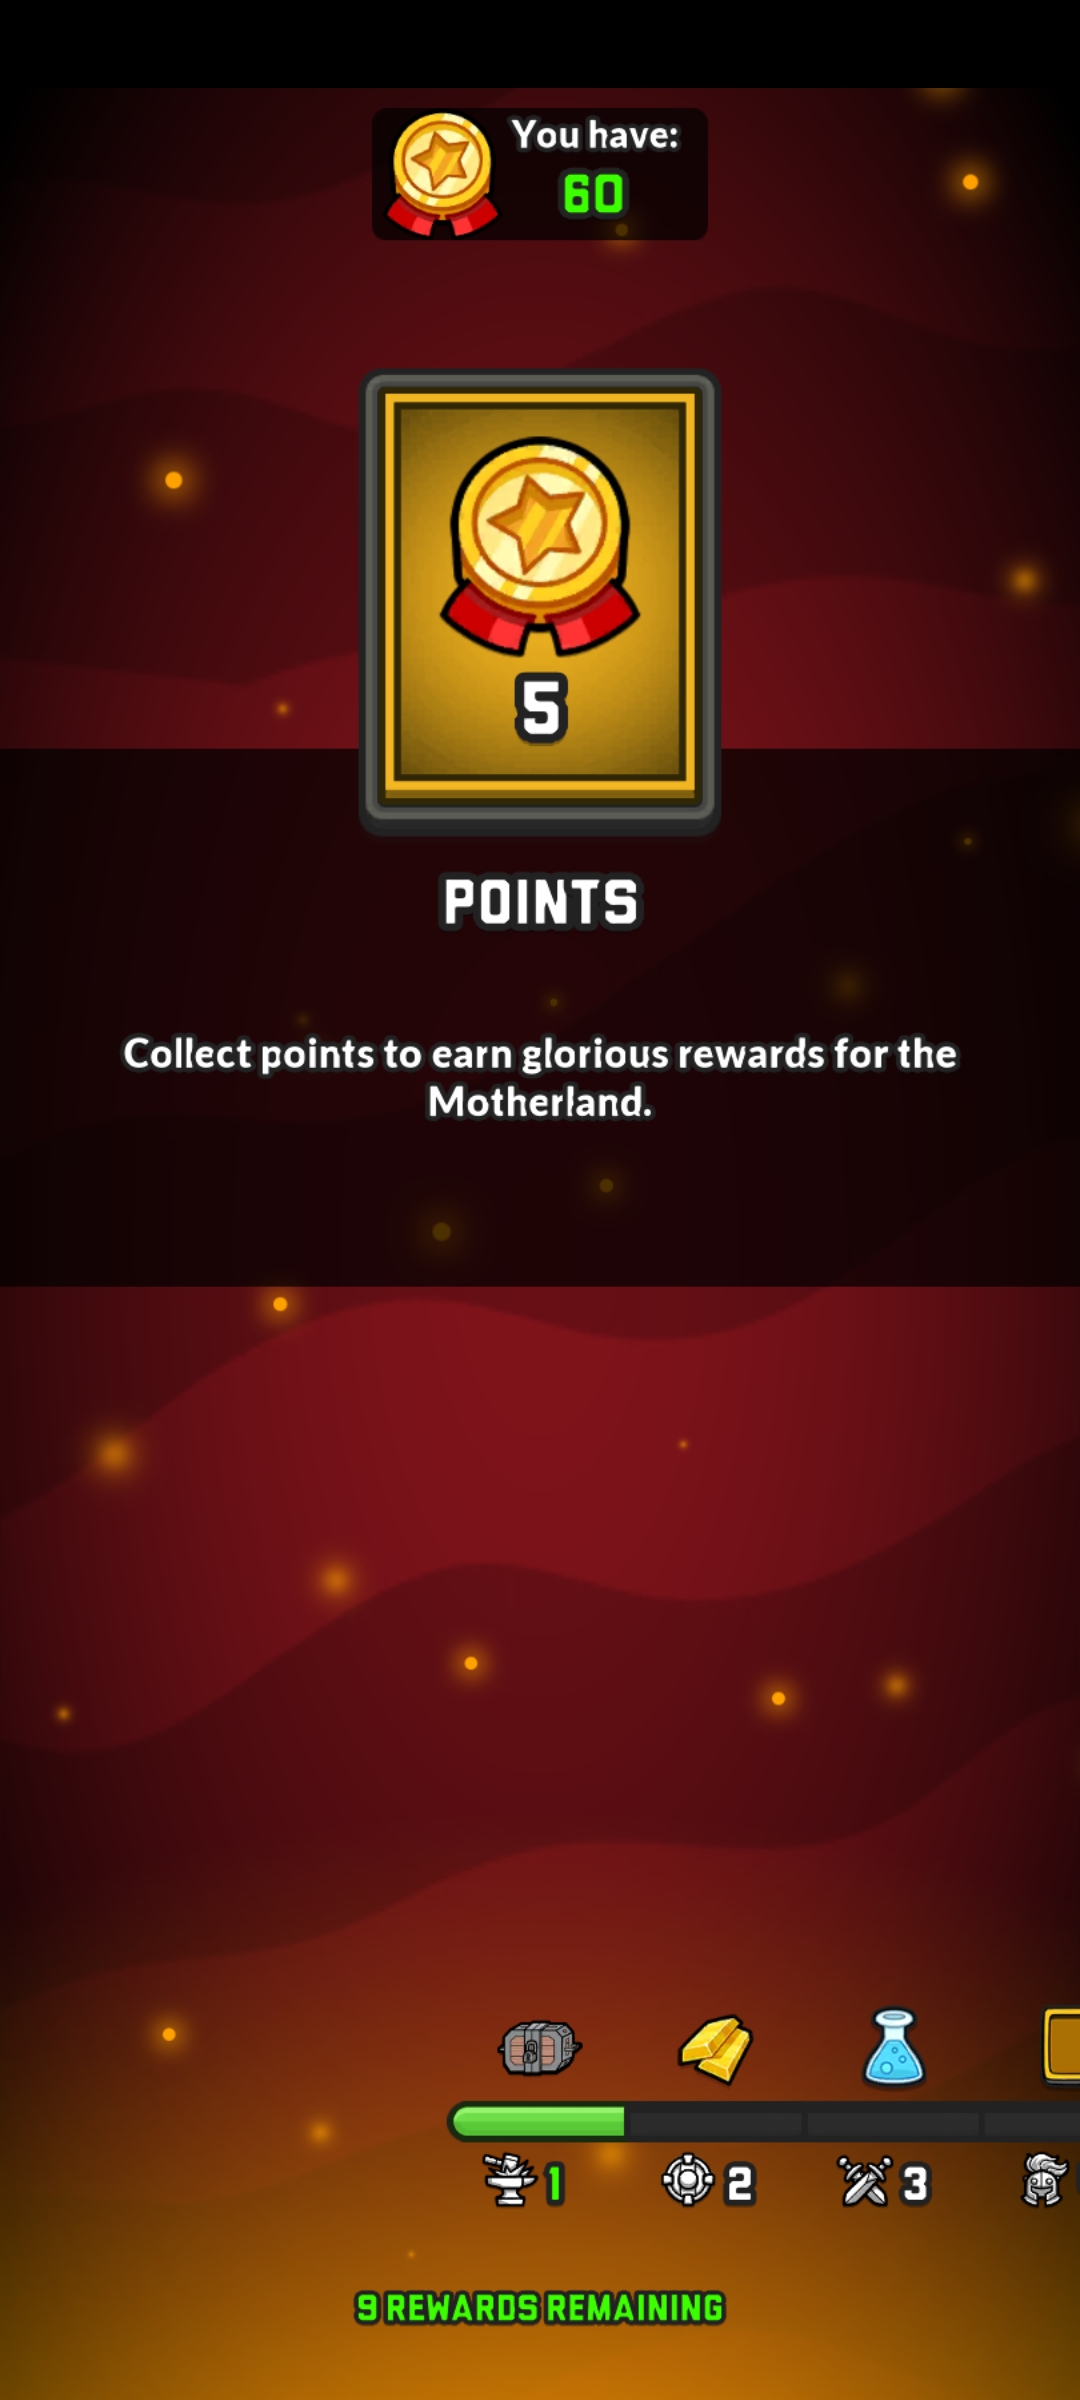 You have:
60
5
POINTS
Collect points to earn glorious rewards for the
Motherland.
1
2
3
9 REWARDS REMAINING